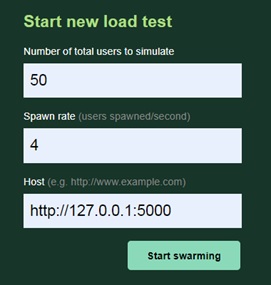 Start new load test
Number of total users to simulate
50
Spawn rate (users spawned/second)
4
Host (e.g. http://www.example.com)
http://127.0.0.1:5000
Start swarming